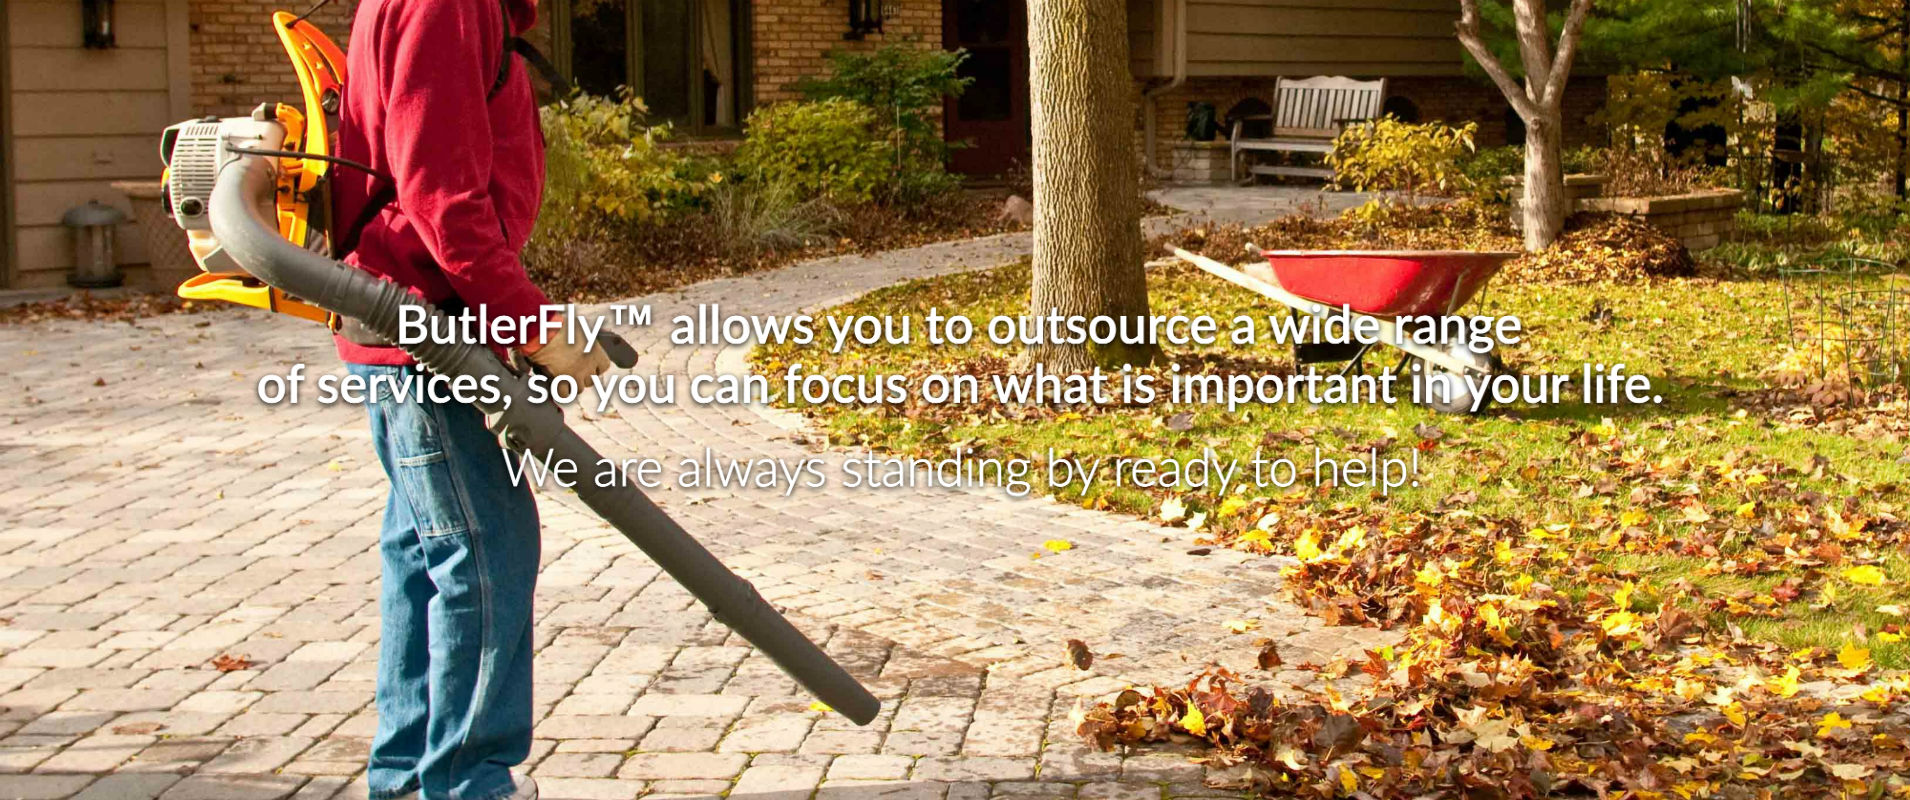 ButlerFly™ allows you to outsource a wide range
of services, so you can focus on what is important in your life.
We are always standing by ready to help!